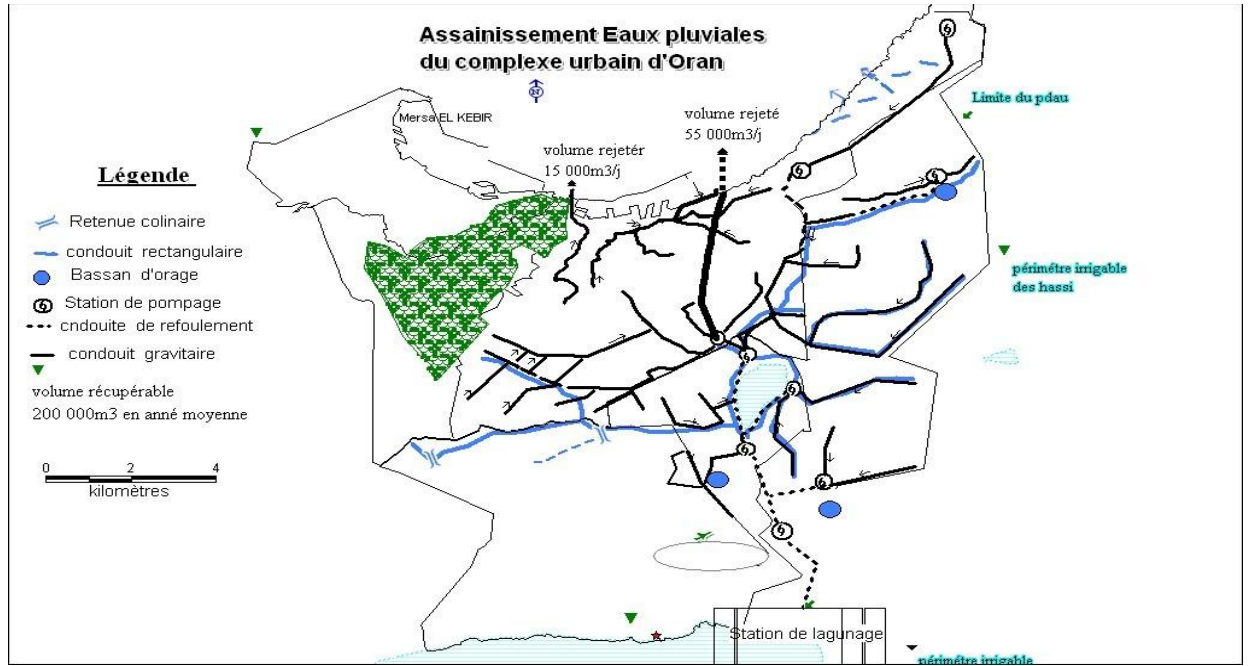 Assainissement Eaux pluviales
du complexe urbain d'Oran
N
Mersa EL KEBIR
volume rejetér
15 000m3/j
volume rejeté
55 000m3/j
Limite du pdau
périmétre irrigable
des hassi
Légende
Retenue colinaire
condouit rectangulaire
Bassan d'orage
Station de pompage
cndouite de refoulement
condouit gravitaire
volume récupérable
200 000m3 en anné moyenne
0 2 4
kilomètres
Station de lagunage
périmétre irrigable